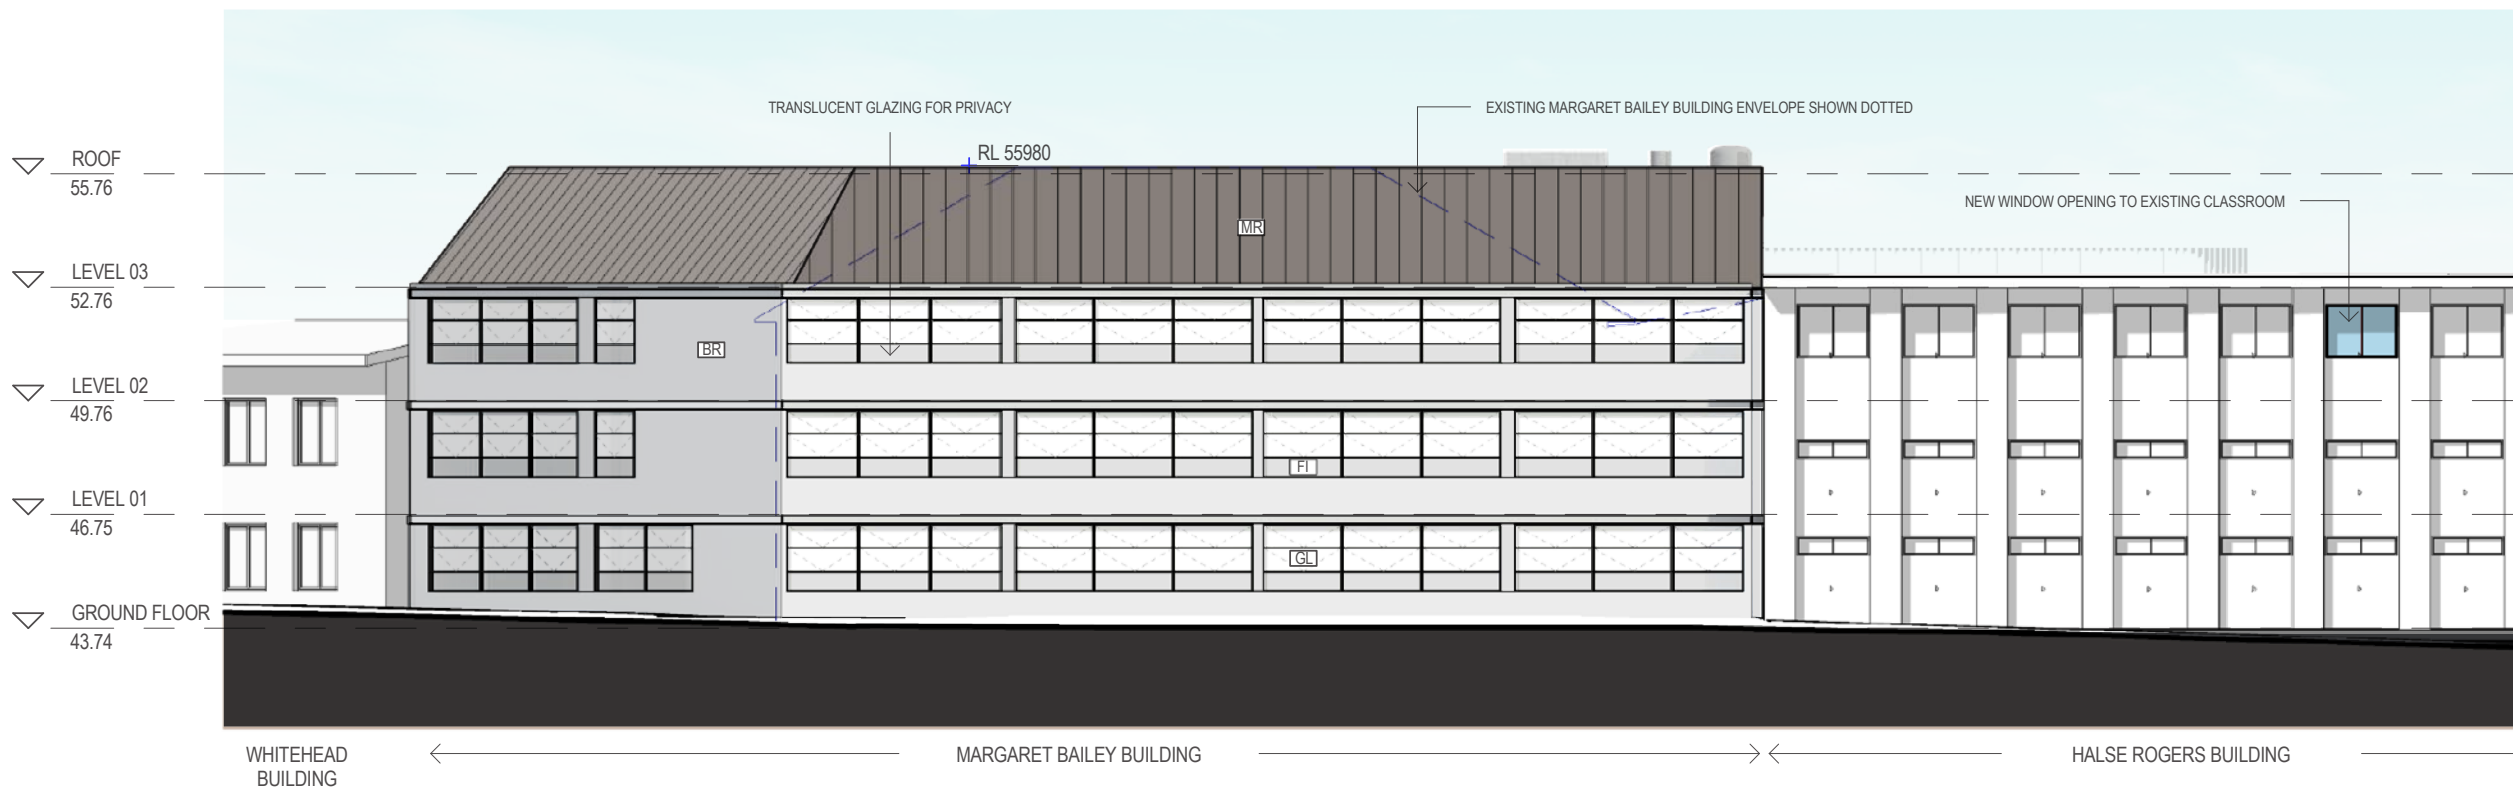 TRANSLUCENT GLAZING FOR PRIVACY
EXISTING MARGARET BAILEY BUILDING ENVELOPE SHOWN DOTTED
RL 55980
ROOF
55.76
NEW WINDOW OPENING TO EXISTING CLASSROOM
MR
LEVEL 03
52.76
BR
LEVEL 02
49.76
FI
LEVEL 01
46.75
GL
GROUND FLOOR
43.74
WHITEHEAD
BUILDING
MARGARET BAILEY BUILDING
HALSE ROGERS BUILDING